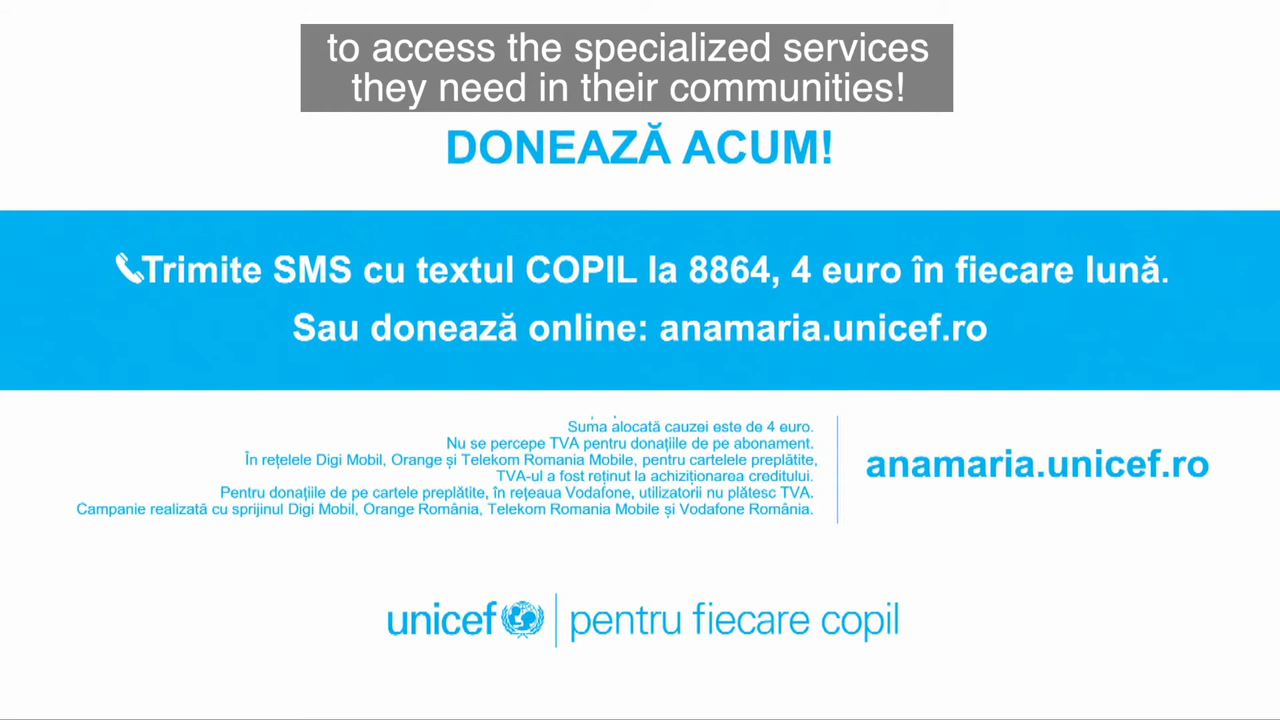 to access the specialized services
they need in their communities!
DONEAZĂ ACUM!
Trimite SMS cu textul COPIL la 8864, 4 euro în fiecare lună.
Sau donează online: anamaria.unicef.ro
Suma alocată cauzei este de 4 euro.
Nu se percepe TVA pentru donațiile de pe abonament.
În rețelele Digi Mobil, Orange și Telekom Romania Mobile, pentru cartelele preplătite,
TVA-ul a fost reținut la achiziționarea creditului.
Pentru donațiile de pe cartele preplătite, în rețeaua Vodafone, utilizatorii nu plătesc TVA.
Campanie realizată cu sprijinul Digi Mobil, Orange România, Telekom Romania Mobile și Vodafone România.
anamaria.unicef.ro
unicef pentru fiecare copil